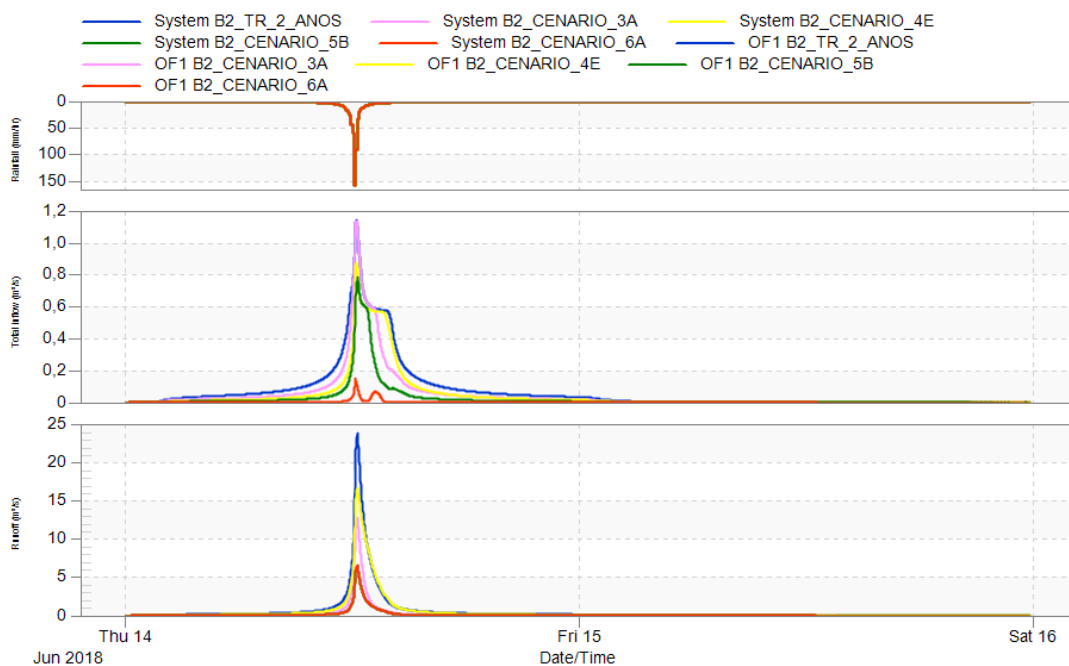 System B2_TR_2_ANOS System B2_CENARIO_3A System B2_CENARIO_4E
System B2_CENARIO_5B System B2_CENARIO_6A OF1 B2_TR_2_ANOS
OF1 B2_CENARIO_3A OF1 B2_CENARIO_4E OF1 B2_CENARIO_5B
OF1 B2_CENARIO_6A
Rainfall (mm/hr)
0
50
100
150
Total Inflow (m³/s)
1,2
1,0
0,8
0,6
0,4
0,2
0
Runoff (m³/s)
25
20
15
10
5
0
Thu 14 Fri 15 Sat 16
Jun 2018 Date/Time